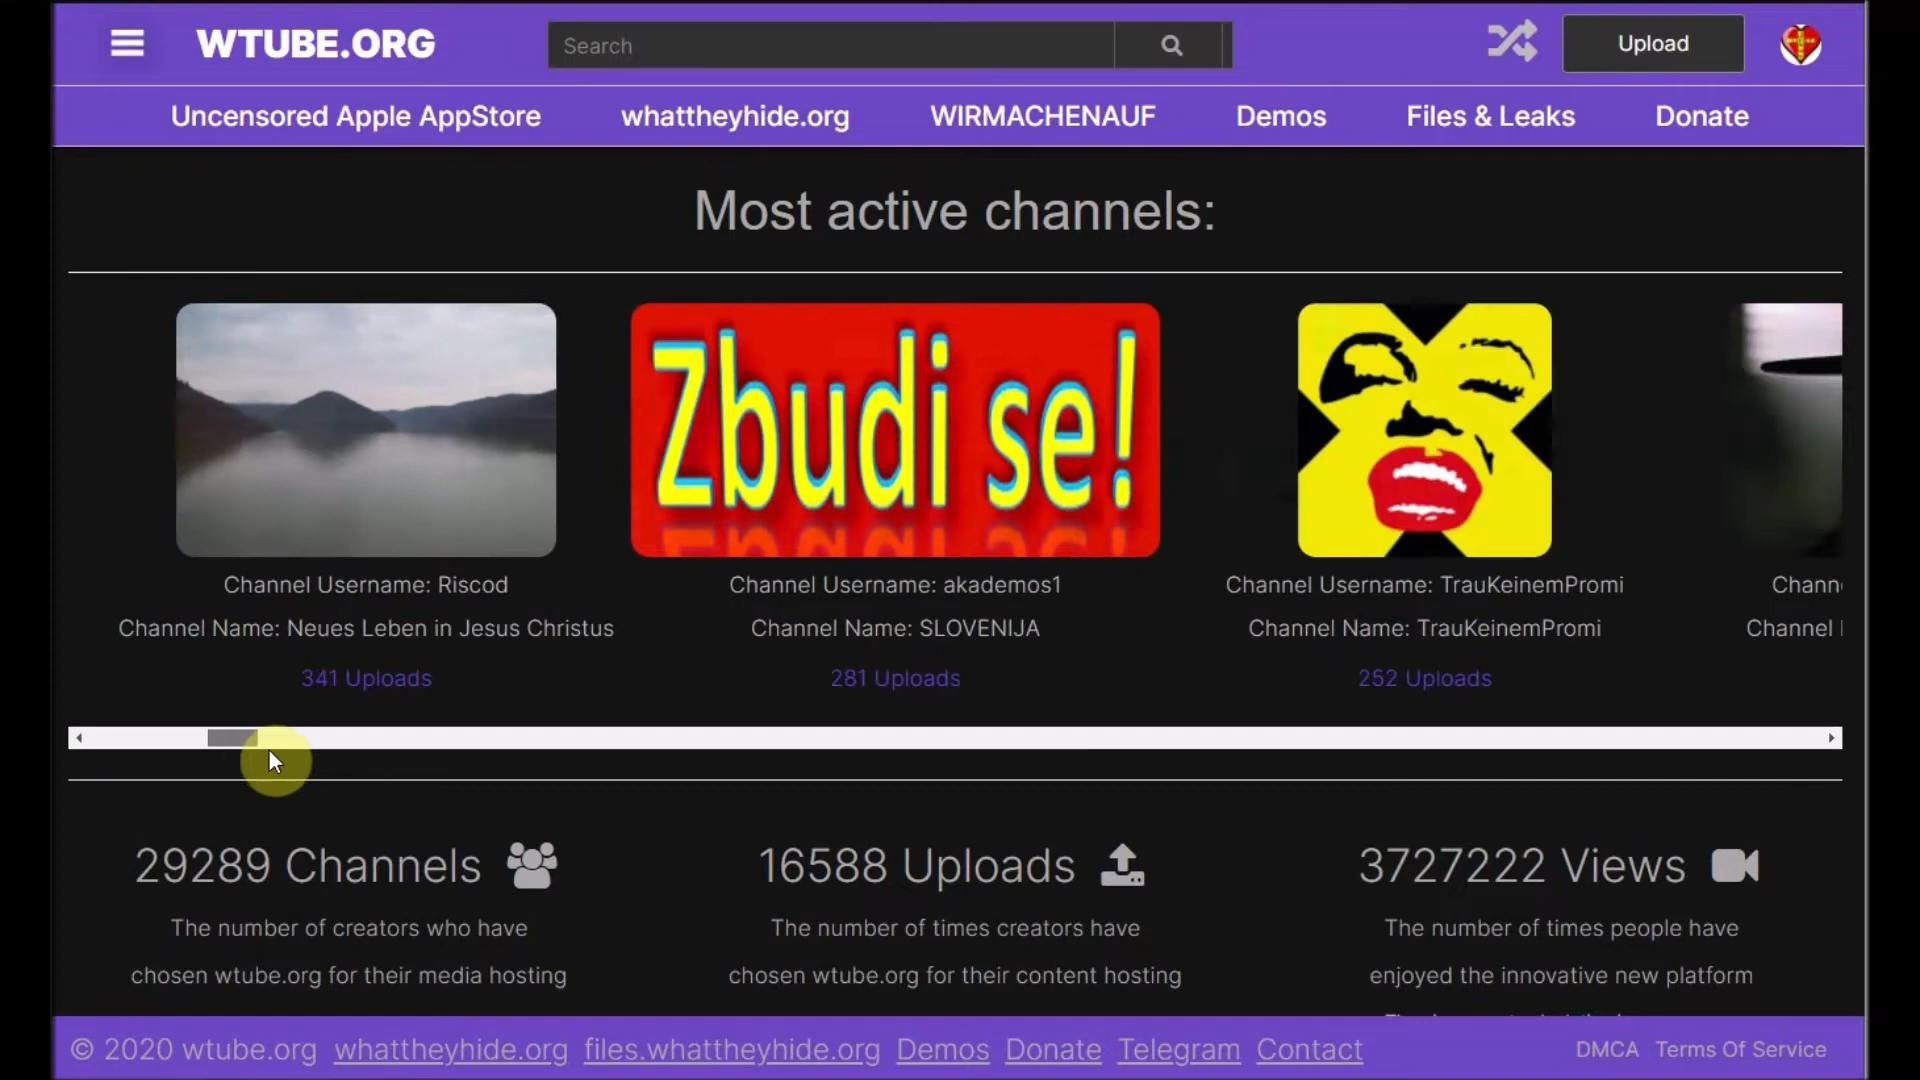 WTUBE.ORG
Search
Upload
Uncensored Apple AppStore
whattheyhide.org
WIRMACHENAUF
Demos
Files & Leaks
Donate
Most active channels:
Zbudi se!
Channel Username: Riscod
Channel Name: Neues Leben in Jesus Christus
341 Uploads
Channel Username: akademos1
Channel Name: SLOVENIJA
281 Uploads
Channel Username: TrauKeinemPromi
Channel Name: TrauKeinemPromi
252 Uploads
Channel
29289 Channels
The number of creators who have
chosen wtube.org for their media hosting
16588 Uploads
The number of times creators have
chosen wtube.org for their content hosting
3727222 Views
The number of times people have
enjoyed the innovative new platform
© 2020 wtube.org whattheyhide.org files.whattheyhide.org Demos Donate Telegram Contact
DMCA Terms Of Service